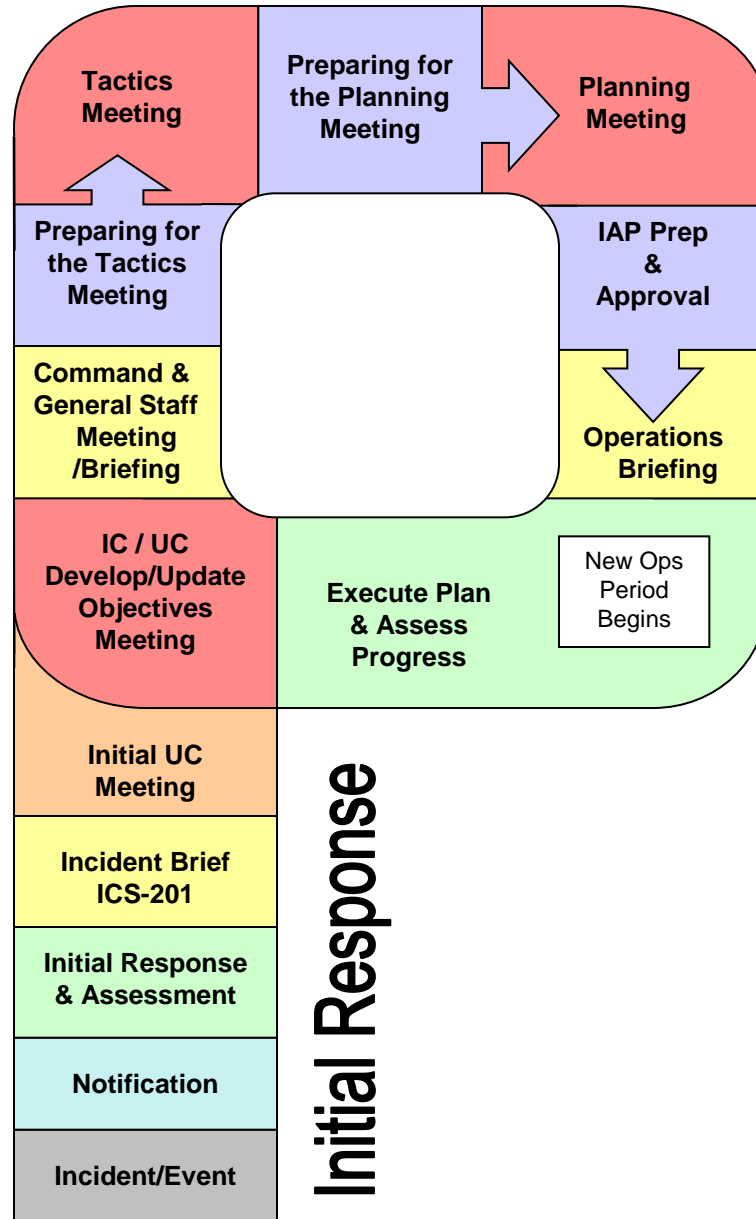 Tactics
Meeting
Preparing for
the Planning
Meeting
Planning
Meeting
Preparing for
the Tactics
Meeting
IAP Prep
&
Approval
Command &
General Staff
Meeting
/Briefing
Operations
Briefing
IC / UC
Develop/Update
Objectives
Meeting
Execute Plan
& Assess
Progress
New Ops
Period
Begins
Initial UC
Meeting
Incident Brief
ICS-201
Initial Response
& Assessment
Notification
Incident/Event
Initial Response